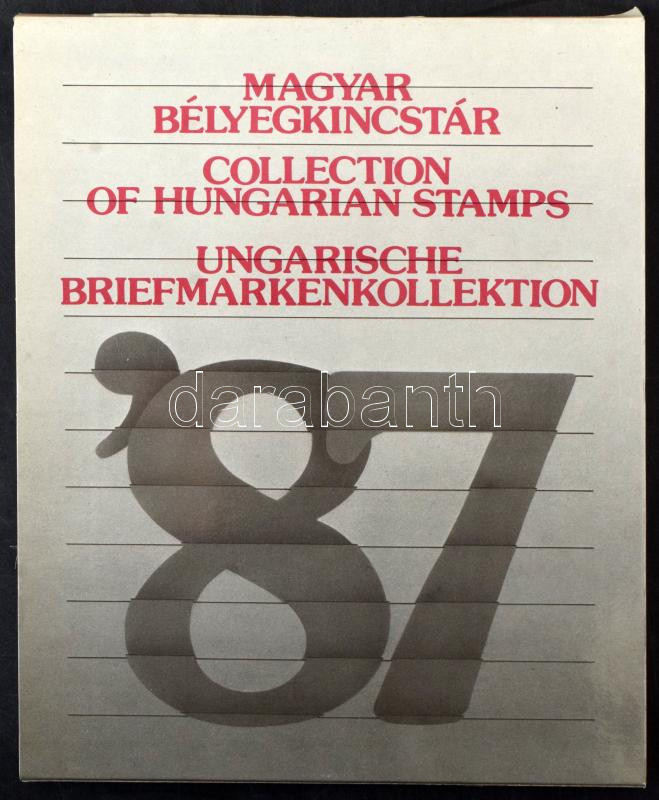 MAGYAR
BÉLYEGKINCSTÁR
COLLECTION
OF HUNGARIAN STAMPS
UNGARISCHE
BRIEFMARKENKOLLEKTION
'87
darabanth